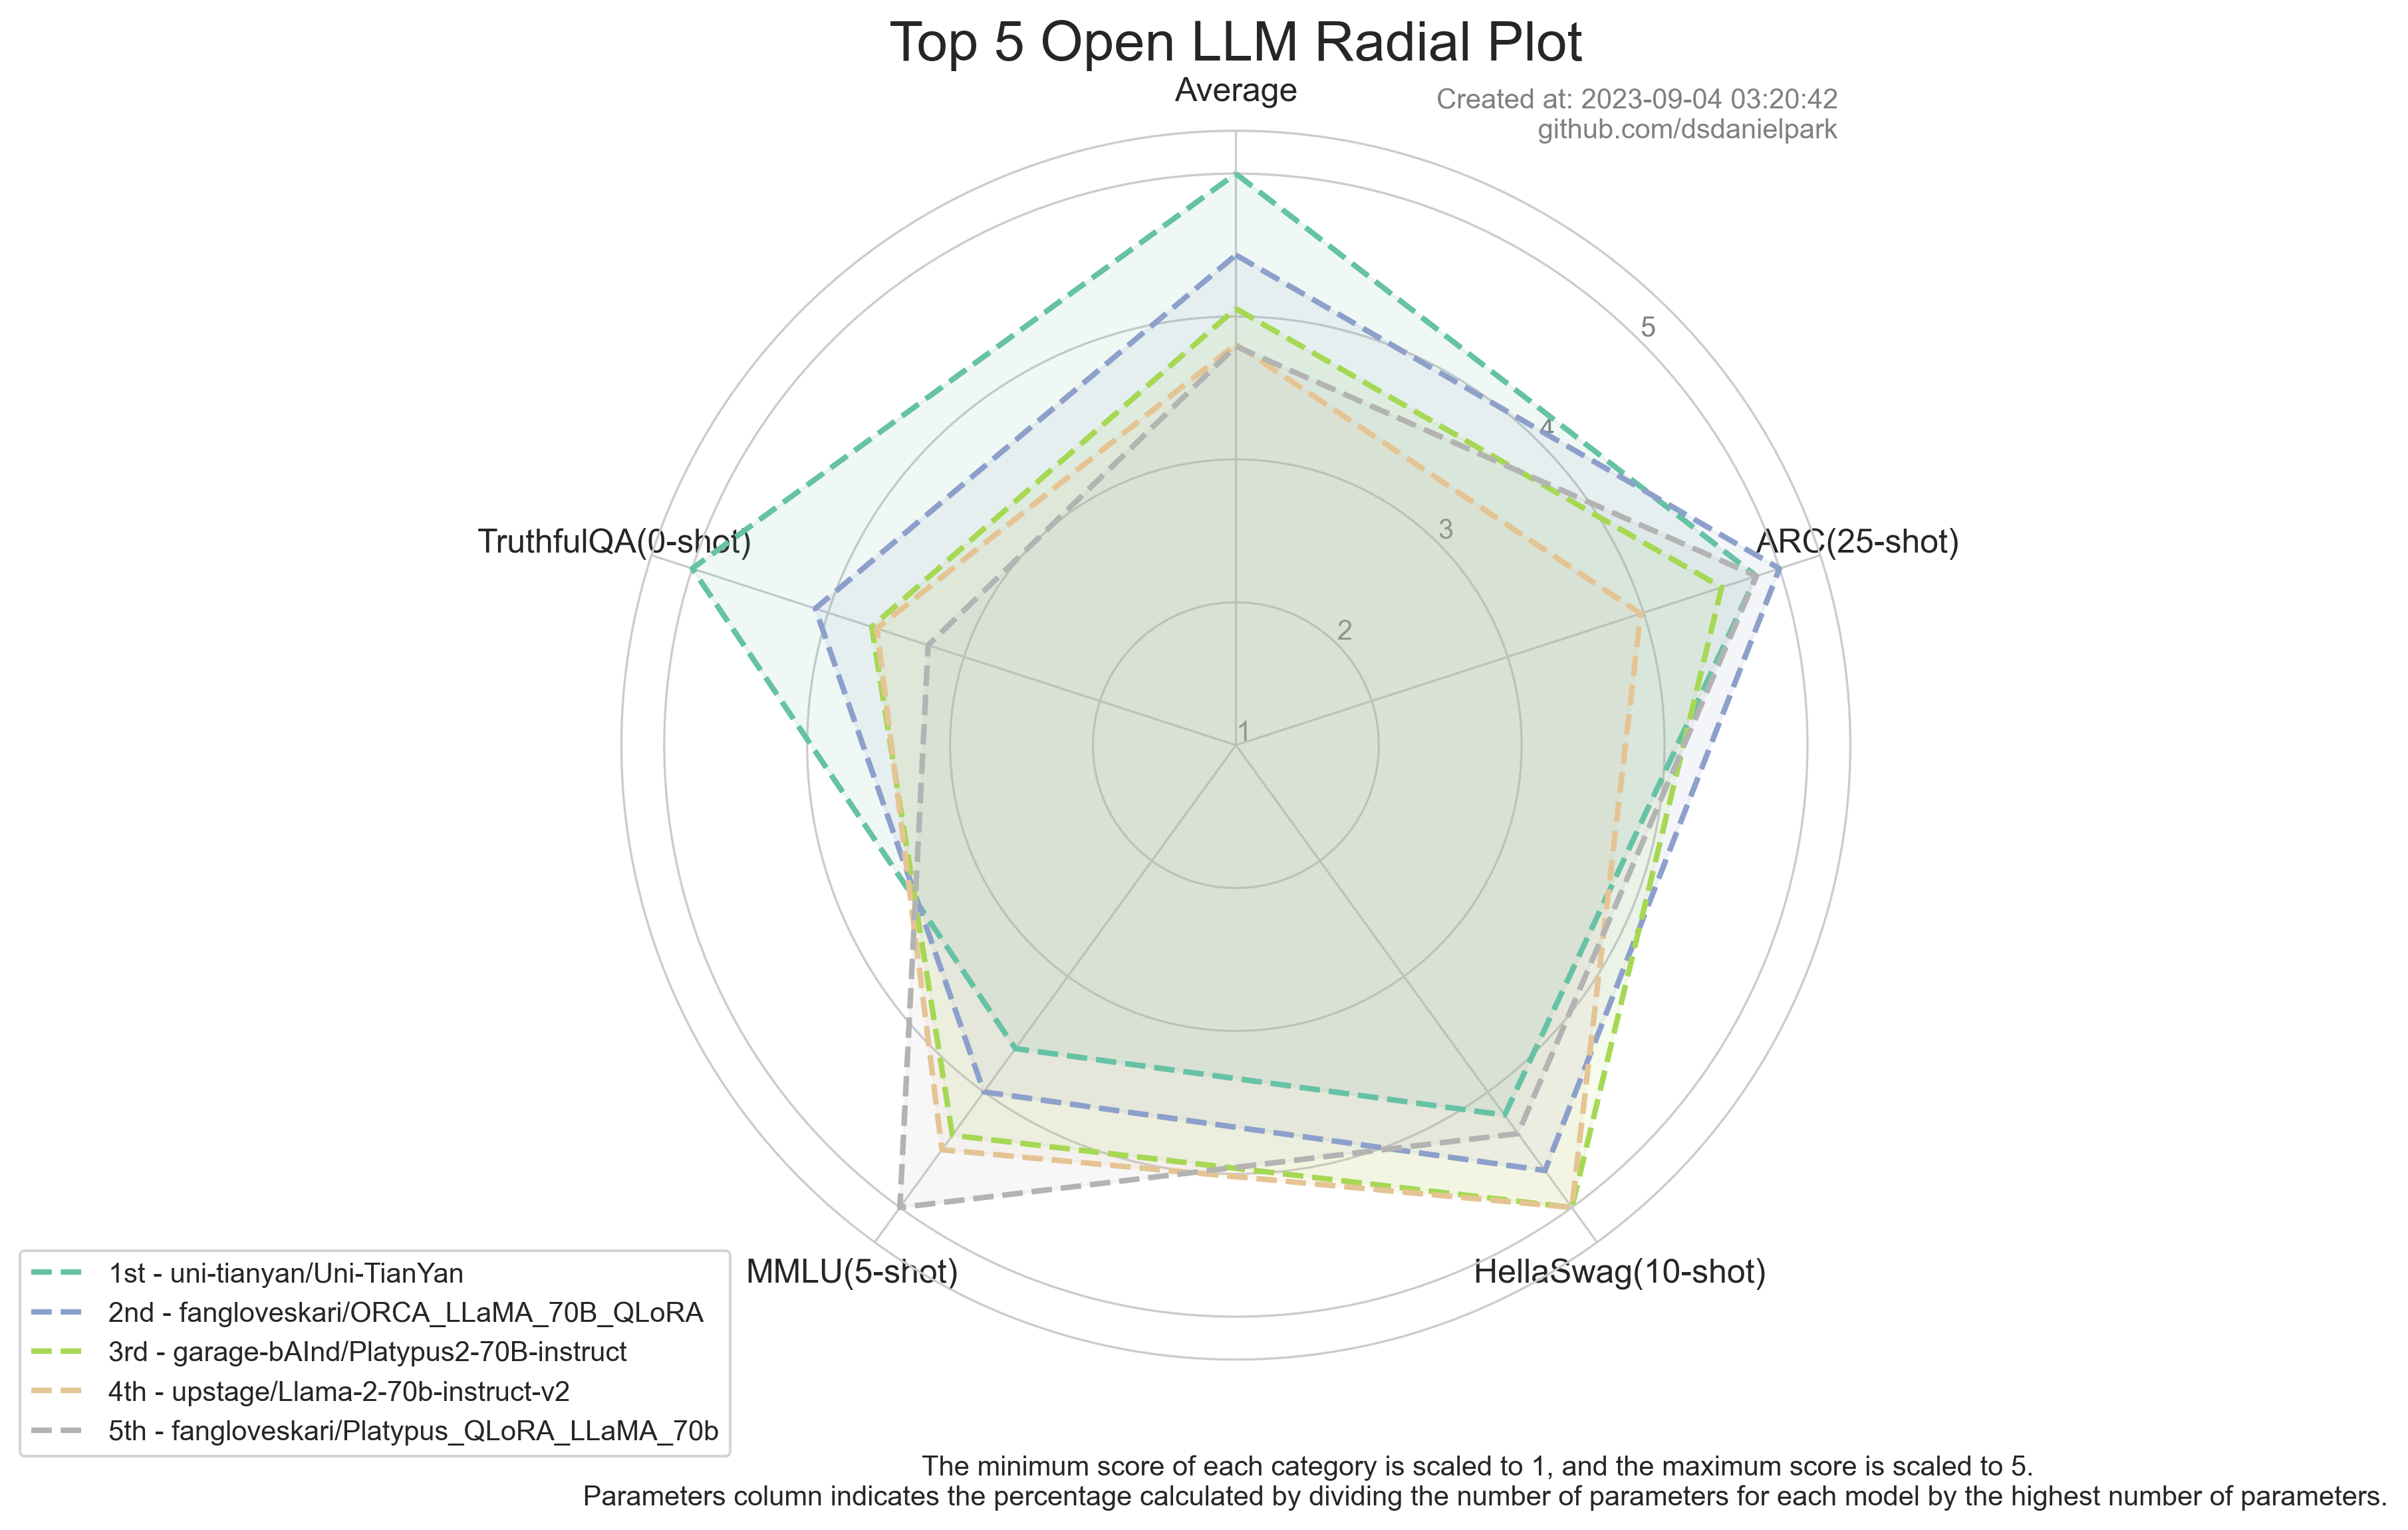 Top 5 Open LLM Radial Plot
Average
Created at: 2023-09-04 03:20:42
github.com/dsdanielpark
5
4
3
2
1
TruthfulQA(0-shot)
ARC(25-shot)
MMLU(5-shot)
HellaSwag(10-shot)
1st - uni-tianyan/Uni-TianYan
2nd - fangloveskari/ORCA_LLaMA_70B_QLoRA
3rd - garage-bAInd/Platypus2-70B-instruct
4th - upstage/Llama-2-70b-instruct-v2
5th - fangloveskari/Platypus_QLoRA_LLaMA_70b
The minimum score of each category is scaled to 1, and the maximum score is scaled to 5.
Parameters column indicates the percentage calculated by dividing the number of parameters for each model by the highest number of parameters.